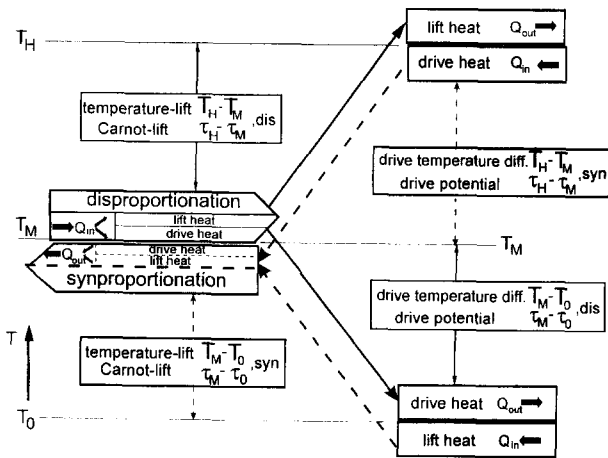 T_H
lift heat Q_out
drive heat Q_in
temperature-lift T_H- T_M
Carnot-lift τ_H- τ_M ,dis
drive temperature diff. T_H- T_M
drive potential τ_H- τ_M ,syn
disproportionation
Q_in
lift heat
drive heat
T_M
T_M
Q_out
drive heat
lift heat
synproportionation
drive temperature diff. T_M- T_0
drive potential τ_M- τ_0 ,dis
temperature-lift T_M- T_0
Carnot-lift τ_M- τ_0 ,syn
T
T_0
drive heat Q_out
lift heat Q_in